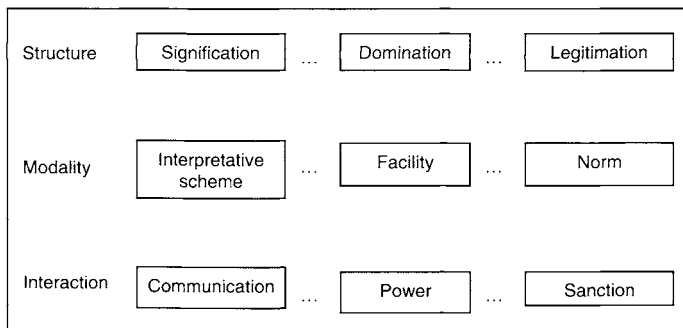 Structure Signification ... Domination ... Legitimation
Modality Interpretative scheme ... Facility ... Norm
Interaction Communication ... Power ... Sanction